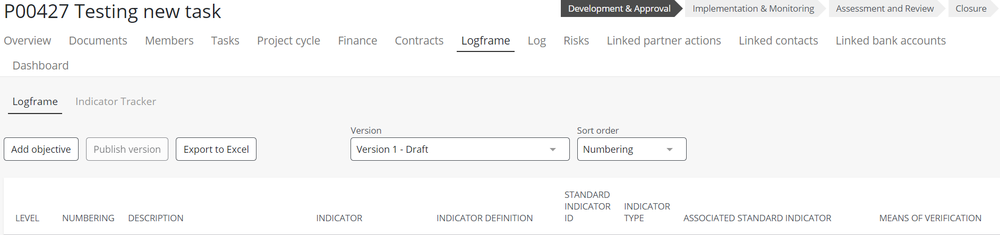 P00427 Testing new task
Development & Approval Implementation & Monitoring Assessment and Review Closure
Overview Documents Members Tasks Project cycle Finance Contracts Logframe Log Risks Linked partner actions Linked contacts Linked bank accounts
Dashboard
Logframe Indicator Tracker
Version Sort order
Add objective Publish version Export to Excel Version 1 - Draft Numbering
LEVEL NUMBERING DESCRIPTION INDICATOR INDICATOR DEFINITION STANDARD INDICATOR ID INDICATOR TYPE ASSOCIATED STANDARD INDICATOR MEANS OF VERIFICATION